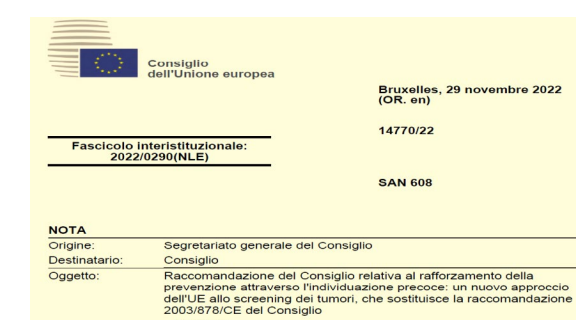 Consiglio
dell'Unione europea
Bruxelles, 29 novembre 2022
(OR. en)
14770/22
Fascicolo interistituzionale:
2022/0290(NLE)
SAN 608
NOTA
Origine: Segretariato generale del Consiglio
Destinatario: Consiglio
Oggetto: Raccomandazione del Consiglio relativa al rafforzamento della
prevenzione attraverso l'individuazione precoce: un nuovo approccio
dell'UE allo screening dei tumori, che sostituisce la raccomandazione
2003/878/CE del Consiglio